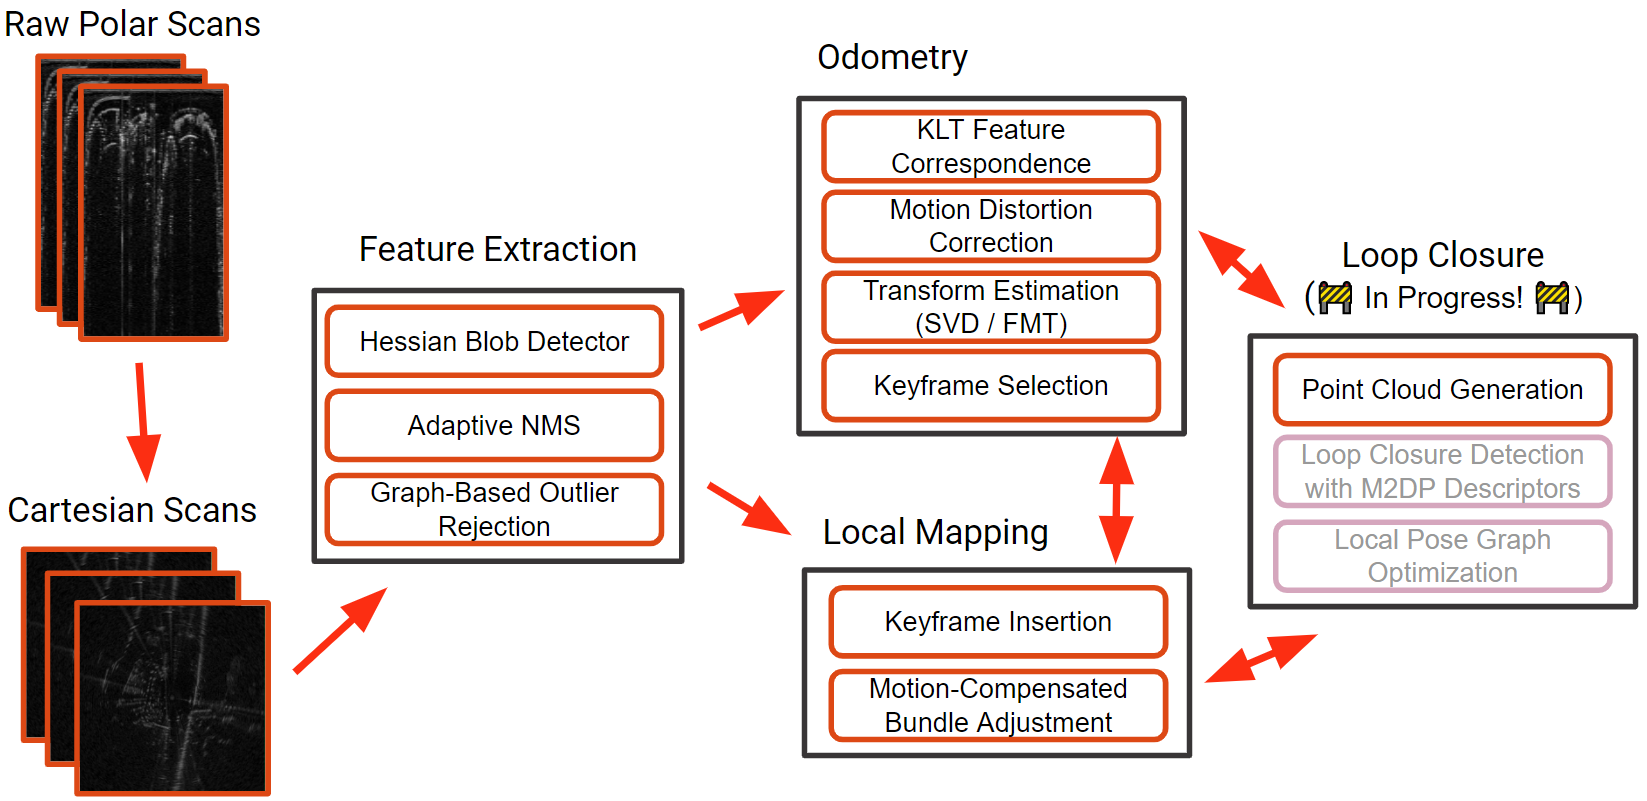 Raw Polar Scans
Cartesian Scans
Feature Extraction
Hessian Blob Detector
Adaptive NMS
Graph-Based Outlier
Rejection
Odometry
KLT Feature
Correspondence
Motion Distortion
Correction
Transform Estimation
(SVD / FMT)
Keyframe Selection
Local Mapping
Keyframe Insertion
Motion-Compensated
Bundle Adjustment
Loop Closure
(🚧 In Progress! 🚧)
Point Cloud Generation
Loop Closure Detection
with M2DP Descriptors
Local Pose Graph
Optimization